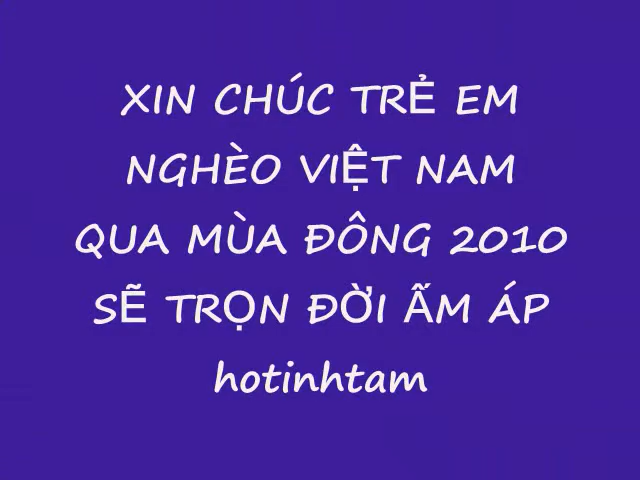 XIN CHÚC TRẺ EM
NGHÈO VIỆT NAM
QUA MÙA ĐÔNG 2010
SẼ TRỌN ĐỜI ẤM ÁP
hotinhtam